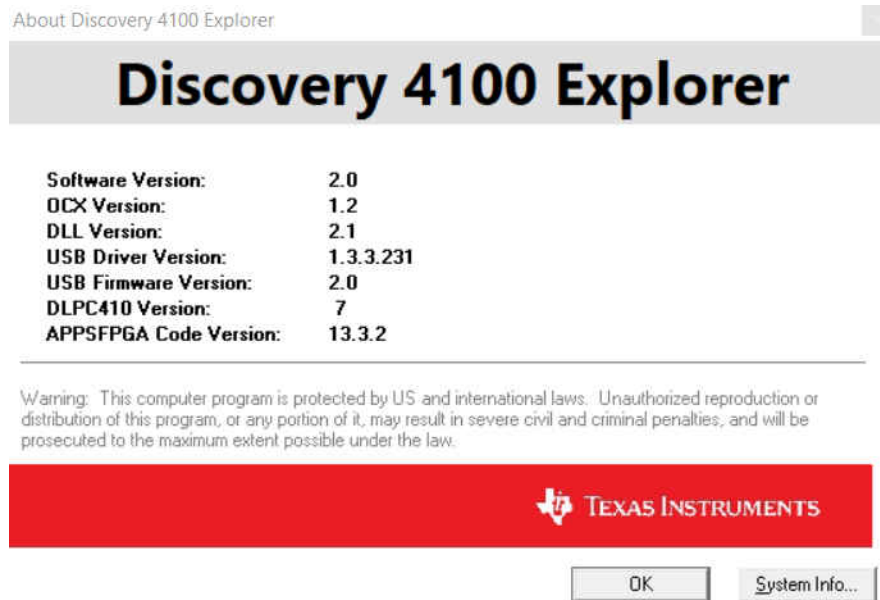 About Discovery 4100 Explorer
Discovery 4100 Explorer
Software Version: 2.0
OCX Version: 1.2
DLL Version: 2.1
USB Driver Version: 1.3.3.231
USB Firmware Version: 2.0
DLPC410 Version: 7
APPSFPGA Code Version: 13.3.2
Warning: This computer program is protected by US and international laws. Unauthorized reproduction or
distribution of this program, or any portion of it, may result in severe civil and criminal penalties, and will be
prosecuted to the maximum extent possible under the law.
TEXAS INSTRUMENTS
OK System Info...